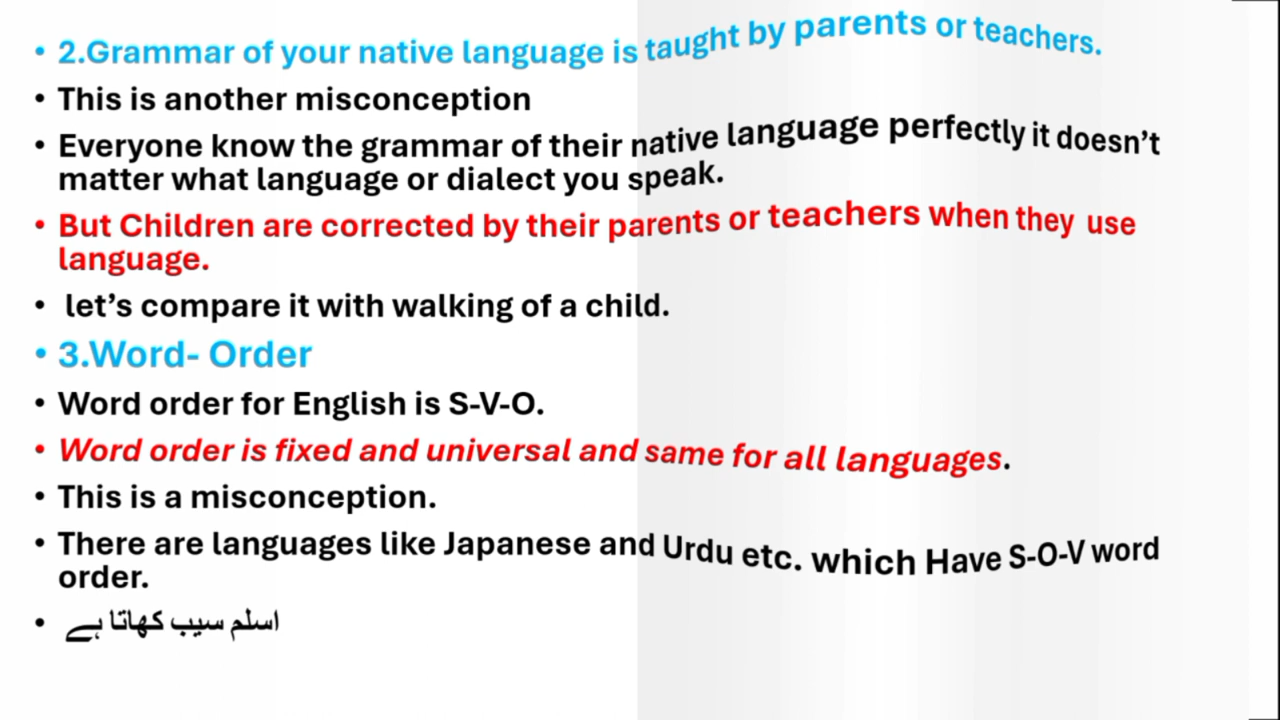 • 2.Grammar of your native language is taught by parents or teachers.
• This is another misconception
• Everyone know the grammar of their native language perfectly it doesn’t
matter what language or dialect you speak.
• But Children are corrected by their parents or teachers when they use
language.
• let’s compare it with walking of a child.
• 3.Word- Order
• Word order for English is S-V-O.
• Word order is fixed and universal and same for all languages.
• This is a misconception.
• There are languages like Japanese and Urdu etc. which Have S-O-V word
order.
• اسلم سیب کھاتا ہے